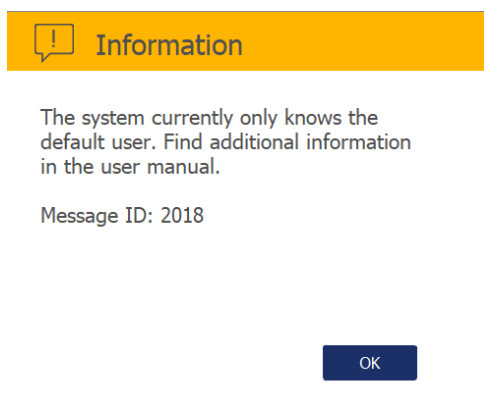 Information
The system currently only knows the
default user. Find additional information
in the user manual.
Message ID: 2018
OK